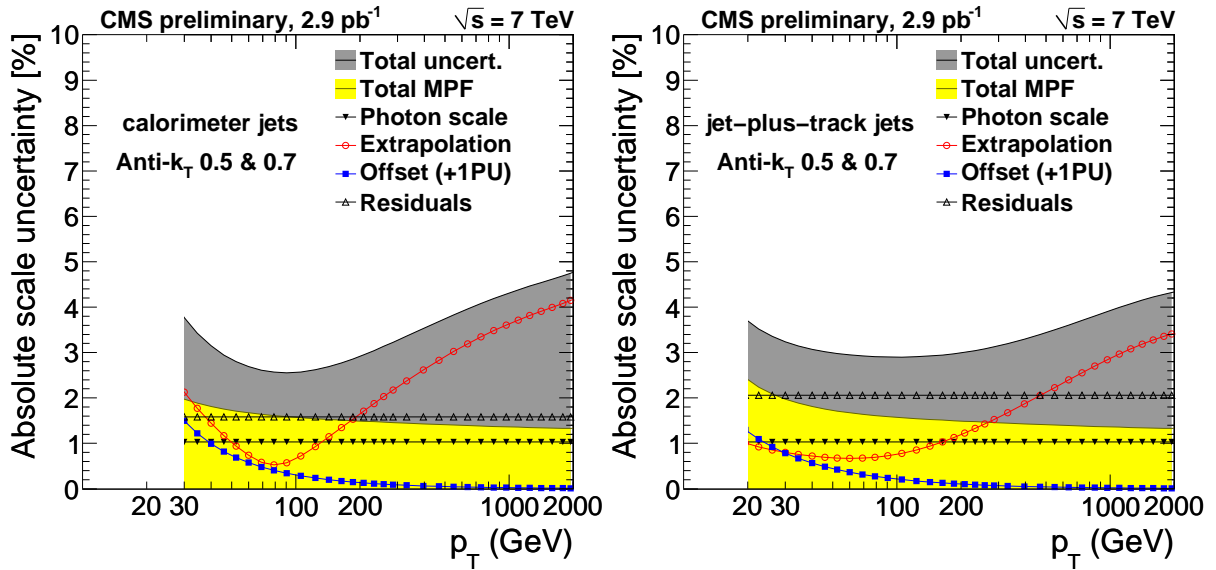 CMS preliminary, 2.9 pb⁻¹ √s = 7 TeV
Absolute scale uncertainty [%]
10
9
8
7
6
5
4
3
2
1
0
Total uncert.
Total MPF
Photon scale
Extrapolation
Offset (+1PU)
Residuals
calorimeter jets
Anti-k_T 0.5 & 0.7
20 30 100 200 1000 2000
p_T (GeV)
CMS preliminary, 2.9 pb⁻¹ √s = 7 TeV
Absolute scale uncertainty [%]
10
9
8
7
6
5
4
3
2
1
0
Total uncert.
Total MPF
Photon scale
Extrapolation
Offset (+1PU)
Residuals
jet−plus−track jets
Anti-k_T 0.5 & 0.7
20 30 100 200 1000 2000
p_T (GeV)